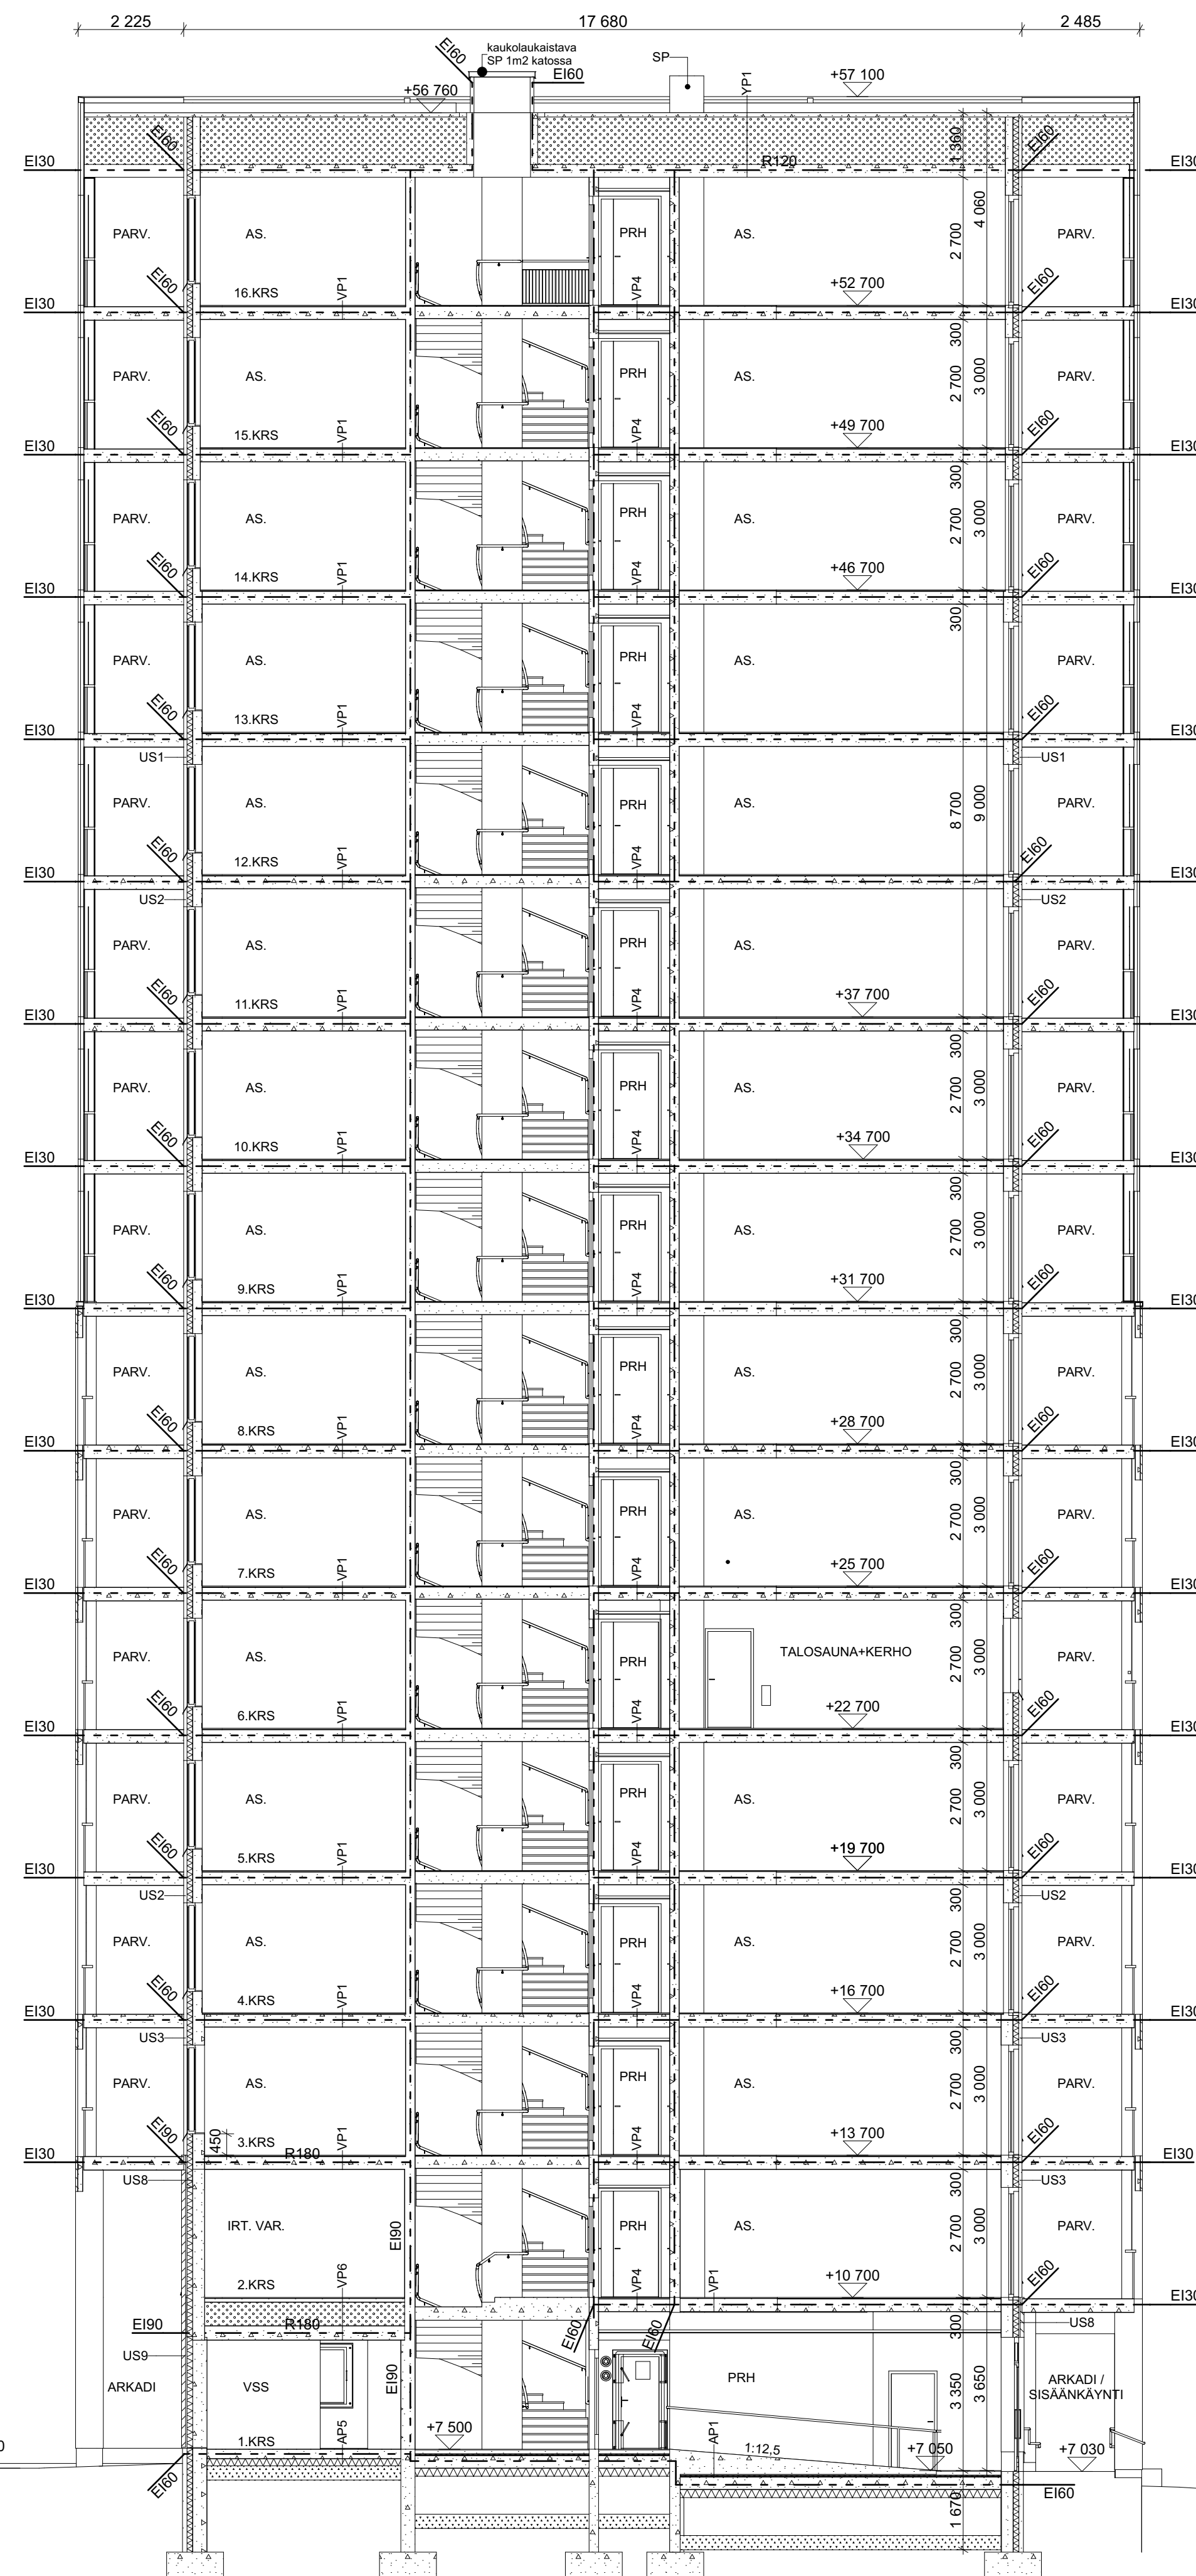 2 225
17 680
2 485
EI60
kaukolaukaistava
SP 1m2 katossa
EI60
SP
YP1
+57 100
+56 760
EI60
1 360
EI60
EI30
R120
EI30
4 060
PARV.
AS.
PRH
AS.
2 700
PARV.
EI60
16.KRS
VP1
VP4
+52 700
EI60
EI30
EI30
300
PARV.
AS.
PRH
AS.
2 700
3 000
PARV.
EI60
15.KRS
VP1
VP4
+49 700
EI60
EI30
EI30
300
PARV.
AS.
PRH
AS.
2 700
3 000
PARV.
EI60
14.KRS
VP1
VP4
+46 700
EI60
EI30
EI30
300
PARV.
AS.
PRH
AS.
PARV.
EI60
13.KRS
VP1
VP4
EI60
EI30
EI30
US1
US1
PARV.
AS.
PRH
AS.
8 700
9 000
PARV.
EI60
12.KRS
VP1
VP4
EI60
EI30
EI30
US2
US2
PARV.
AS.
PRH
AS.
PARV.
EI60
11.KRS
VP1
VP4
+37 700
EI60
EI30
EI30
300
PARV.
AS.
PRH
AS.
2 700
3 000
PARV.
EI60
10.KRS
VP1
VP4
+34 700
EI60
EI30
EI30
300
PARV.
AS.
PRH
AS.
2 700
3 000
PARV.
EI60
9.KRS
VP1
VP4
+31 700
EI60
EI30
EI30
300
PARV.
AS.
PRH
AS.
2 700
3 000
PARV.
EI60
8.KRS
VP1
VP4
+28 700
EI60
EI30
EI30
300
PARV.
AS.
PRH
AS.
2 700
3 000
PARV.
EI60
7.KRS
VP1
VP4
+25 700
EI60
EI30
EI30
300
PARV.
AS.
PRH
TALOSAUNA+KERHO
2 700
3 000
PARV.
EI60
6.KRS
VP1
VP4
+22 700
EI60
EI30
EI30
300
PARV.
AS.
PRH
AS.
2 700
3 000
PARV.
EI60
5.KRS
VP1
VP4
+19 700
EI60
EI30
EI30
US2
300
US2
PARV.
AS.
PRH
AS.
2 700
3 000
PARV.
EI60
4.KRS
VP1
VP4
+16 700
EI60
EI30
EI30
US3
300
US3
PARV.
AS.
PRH
AS.
2 700
3 000
PARV.
EI90
450
3.KRS
VP1
VP4
+13 700
EI60
EI30
R180
EI30
US8
300
US3
IRT. VAR.
EI90
PRH
AS.
2 700
3 000
PARV.
2.KRS
VP6
VP4
VP1
+10 700
EI60
EI30
EI90
R180
EI60
EI60
300
US8
US9
ARKADI
VSS
EI90
PRH
3 350
3 650
ARKADI /
SISÄÄNKÄYNTI
1.KRS
AP5
+7 500
AP1
1:12,5
+7 050
+7 030
0
EI60
1 670
EI60